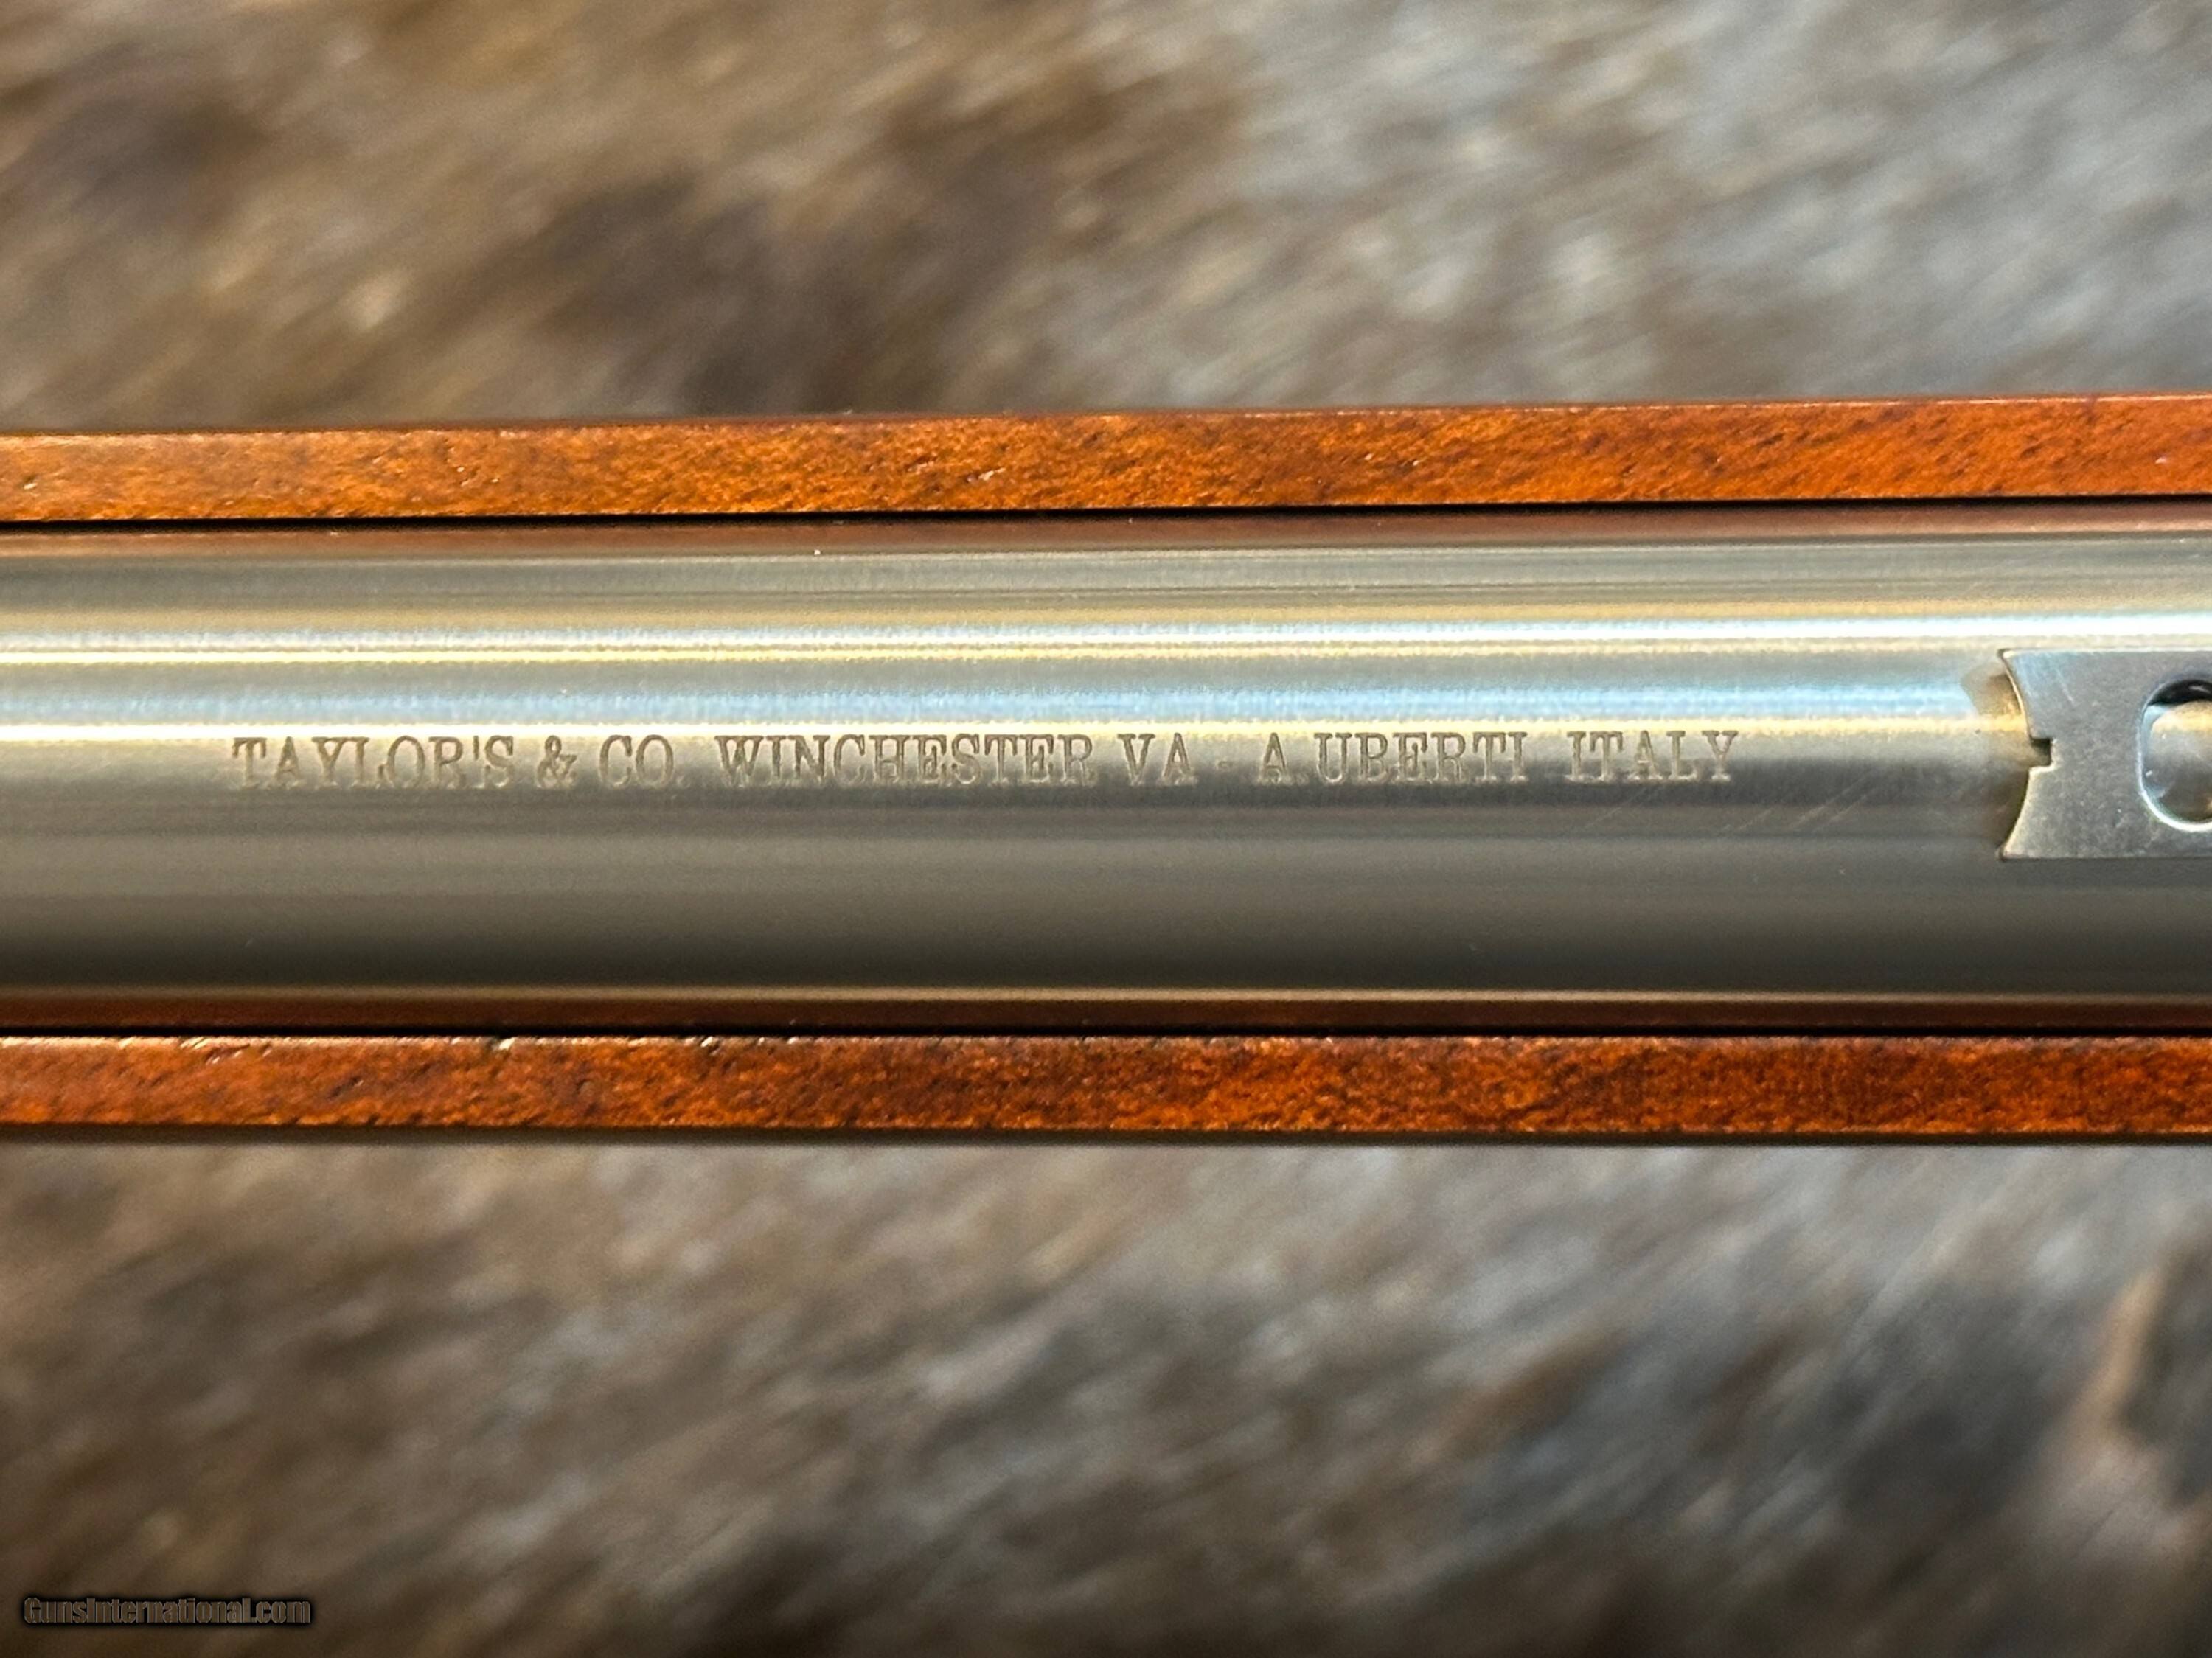 TAYLOR'S & CO. WINCHESTER VA - A.UBERTI ITALY
GunsInternational.com